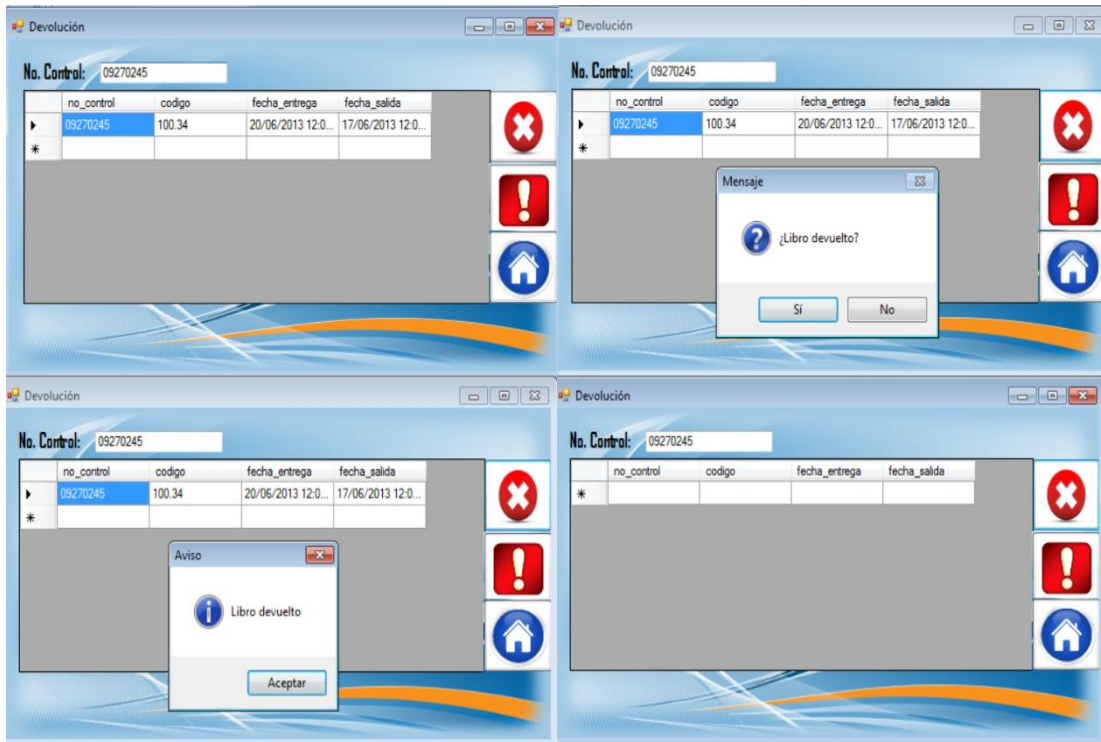 Devolución
No. Control: 09270245
no_control codigo fecha_entrega fecha_salida
09270245 100.34 20/06/2013 12:0... 17/06/2013 12:0...
Devolución
No. Control: 09270245
no_control codigo fecha_entrega fecha_salida
09270245 100.34 20/06/2013 12:0... 17/06/2013 12:0...
Mensaje
¿Libro devuelto?
Sí No
Devolución
No. Control: 09270245
no_control codigo fecha_entrega fecha_salida
09270245 100.34 20/06/2013 12:0... 17/06/2013 12:0...
Aviso
Libro devuelto
Aceptar
Devolución
No. Control: 09270245
no_control codigo fecha_entrega fecha_salida